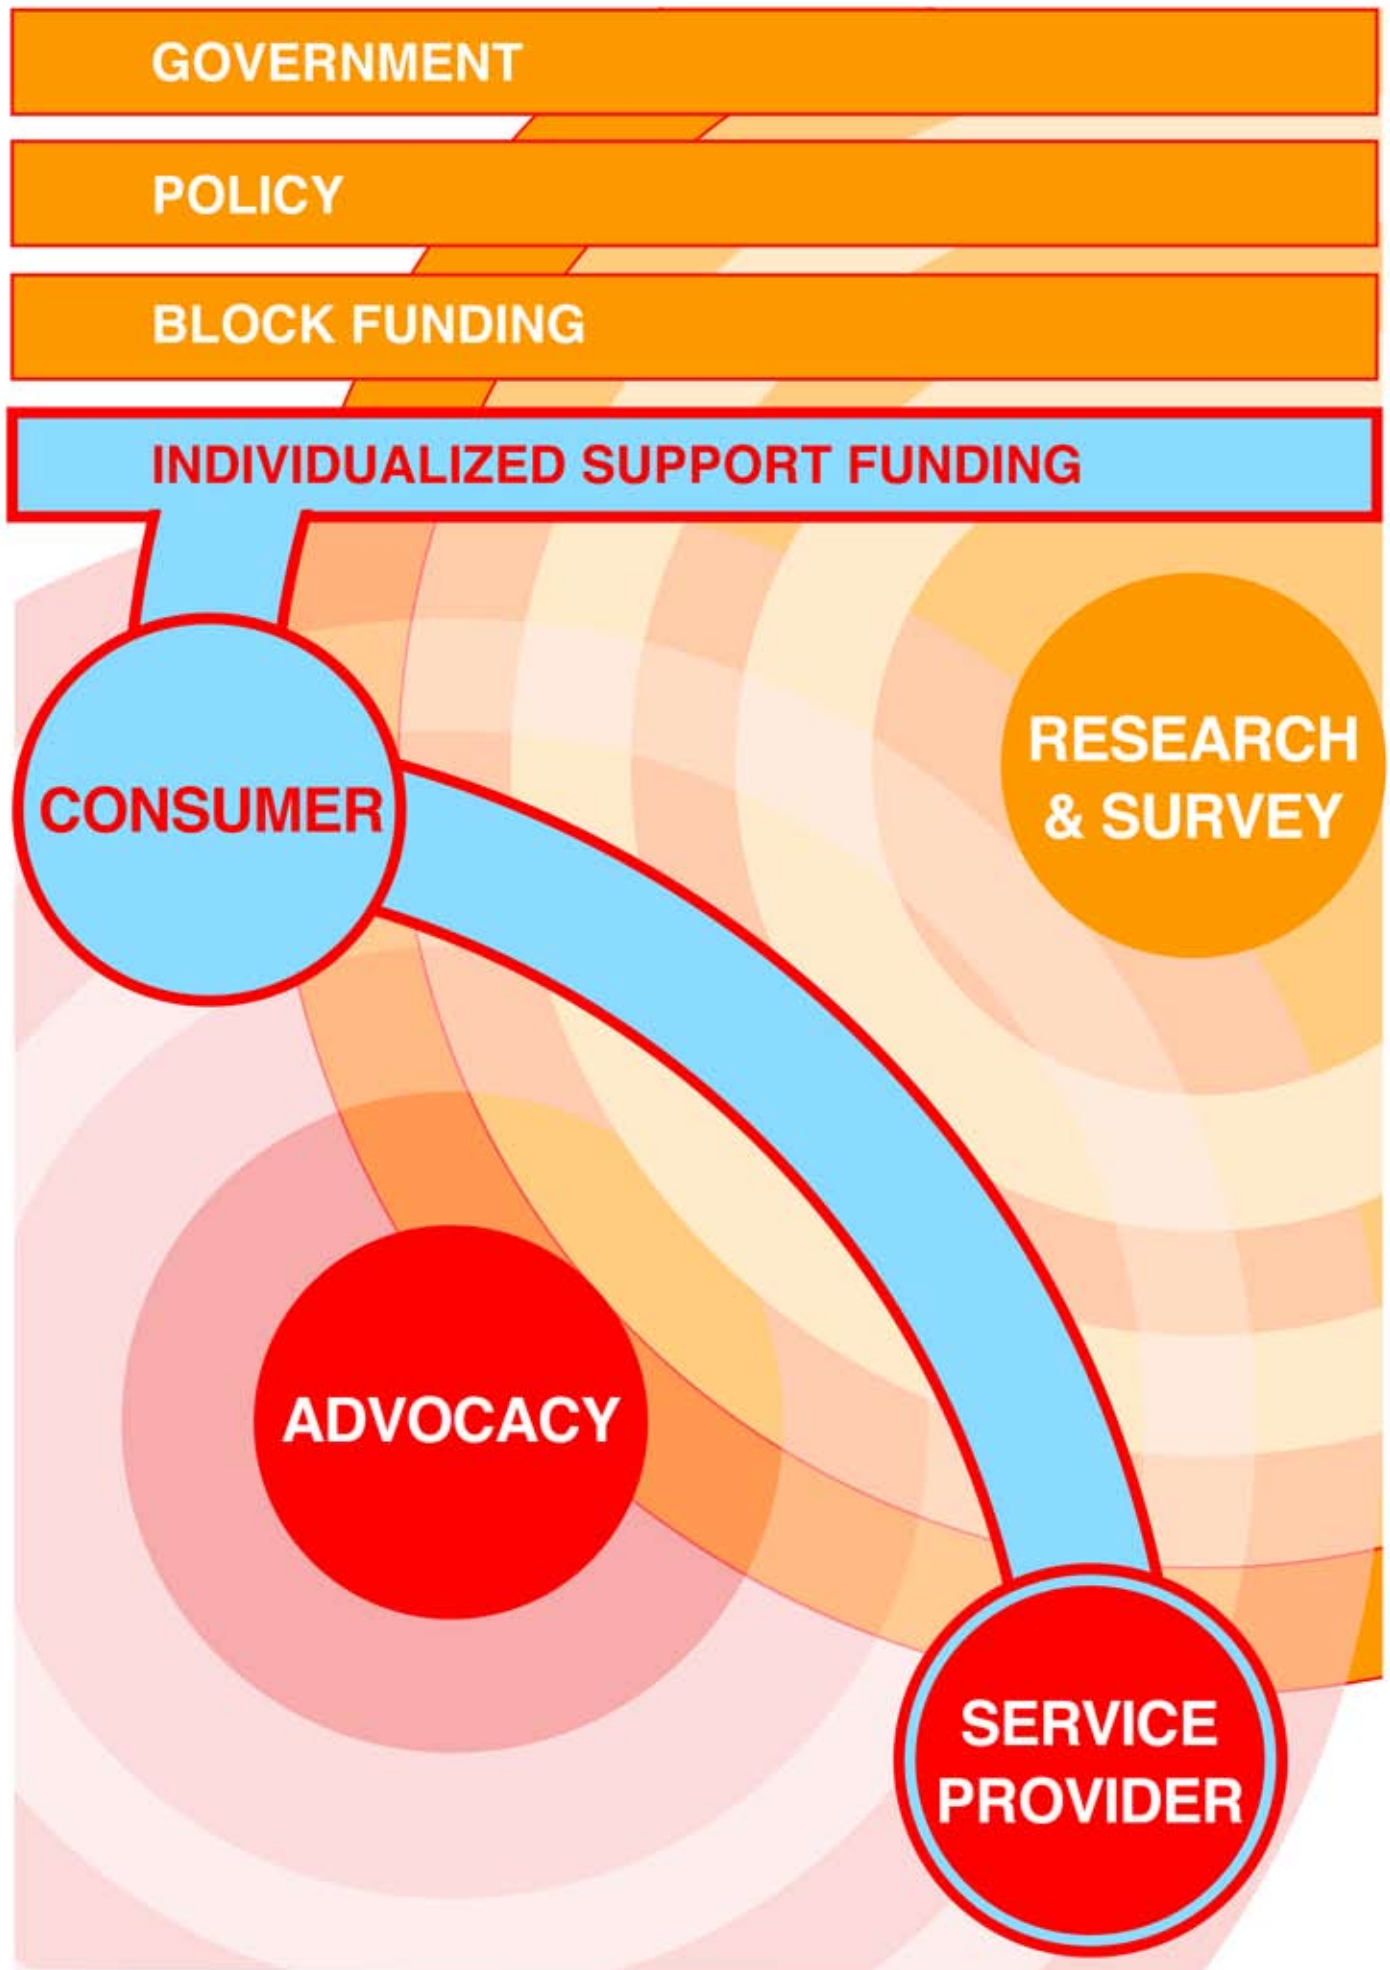 GOVERNMENT
POLICY
BLOCK FUNDING
INDIVIDUALIZED SUPPORT FUNDING
RESEARCH
& SURVEY
CONSUMER
ADVOCACY
SERVICE
PROVIDER